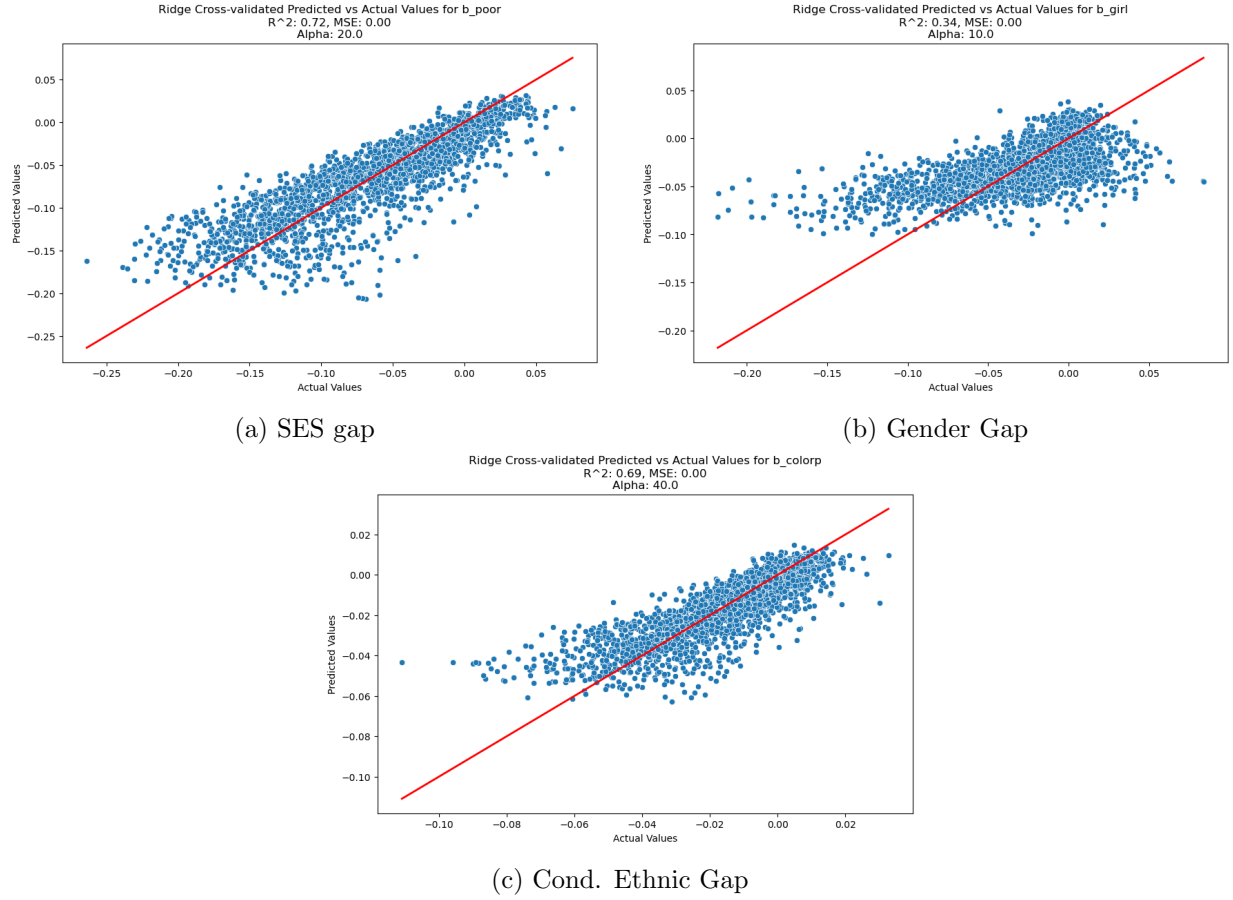 Ridge Cross-validated Predicted vs Actual Values for b_poor
R^2: 0.72, MSE: 0.00
Alpha: 20.0
0.05
0.00
−0.05
−0.10
−0.15
−0.20
−0.25
Predicted Values
−0.25 −0.20 −0.15 −0.10 −0.05 0.00 0.05
Actual Values
(a) SES gap
Ridge Cross-validated Predicted vs Actual Values for b_girl
R^2: 0.34, MSE: 0.00
Alpha: 10.0
0.05
0.00
−0.05
−0.10
−0.15
−0.20
Predicted Values
−0.20 −0.15 −0.10 −0.05 0.00 0.05
Actual Values
(b) Gender Gap
Ridge Cross-validated Predicted vs Actual Values for b_colorp
R^2: 0.69, MSE: 0.00
Alpha: 40.0
0.02
0.00
−0.02
−0.04
−0.06
−0.08
−0.10
Predicted Values
−0.10 −0.08 −0.06 −0.04 −0.02 0.00 0.02
Actual Values
(c) Cond. Ethnic Gap